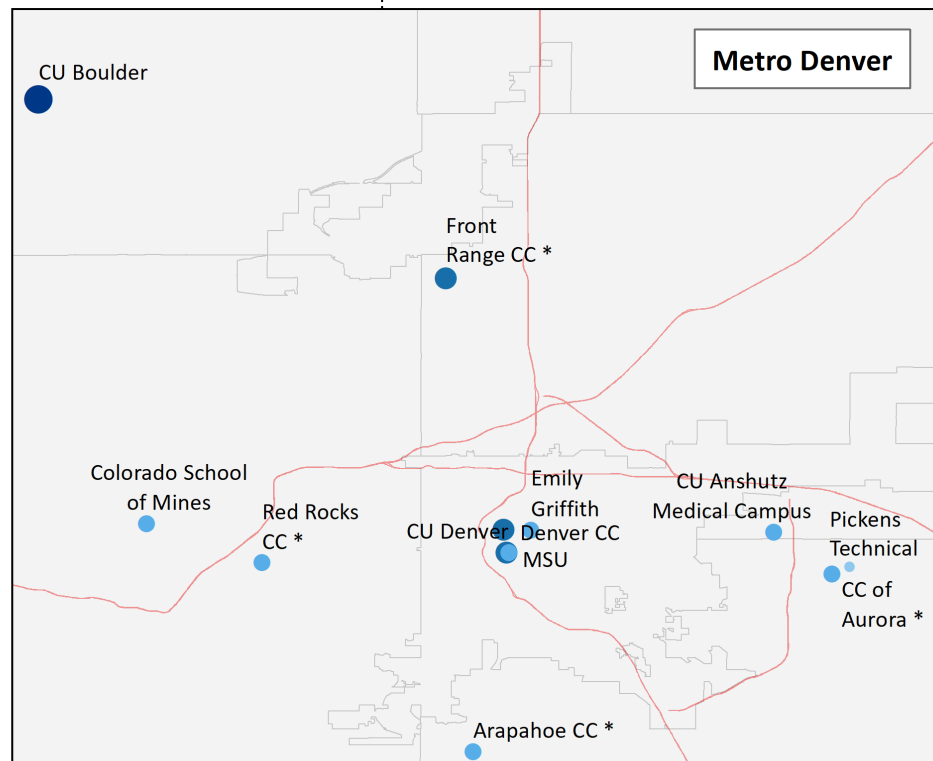 Metro Denver
CU Boulder
Front
Range CC *
Colorado School
of Mines
Red Rocks
CC *
Emily
Griffith
CU Denver
Denver CC
MSU
CU Anshutz
Medical Campus
Pickens
Technical
CC of
Aurora *
Arapahoe CC *